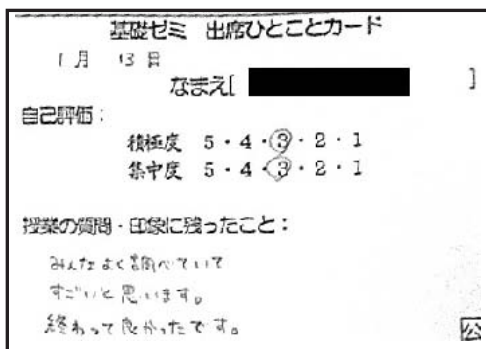 基礎ゼミ 出席ひとことカード
1月 13日
なまえ[ ]
自己評価:
積極度 5・4・3・2・1
集中度 5・4・3・2・1
授業の質問・印象に残ったこと:
みんなよく調べていて
すごいと思います。
終わって良かったです。
公